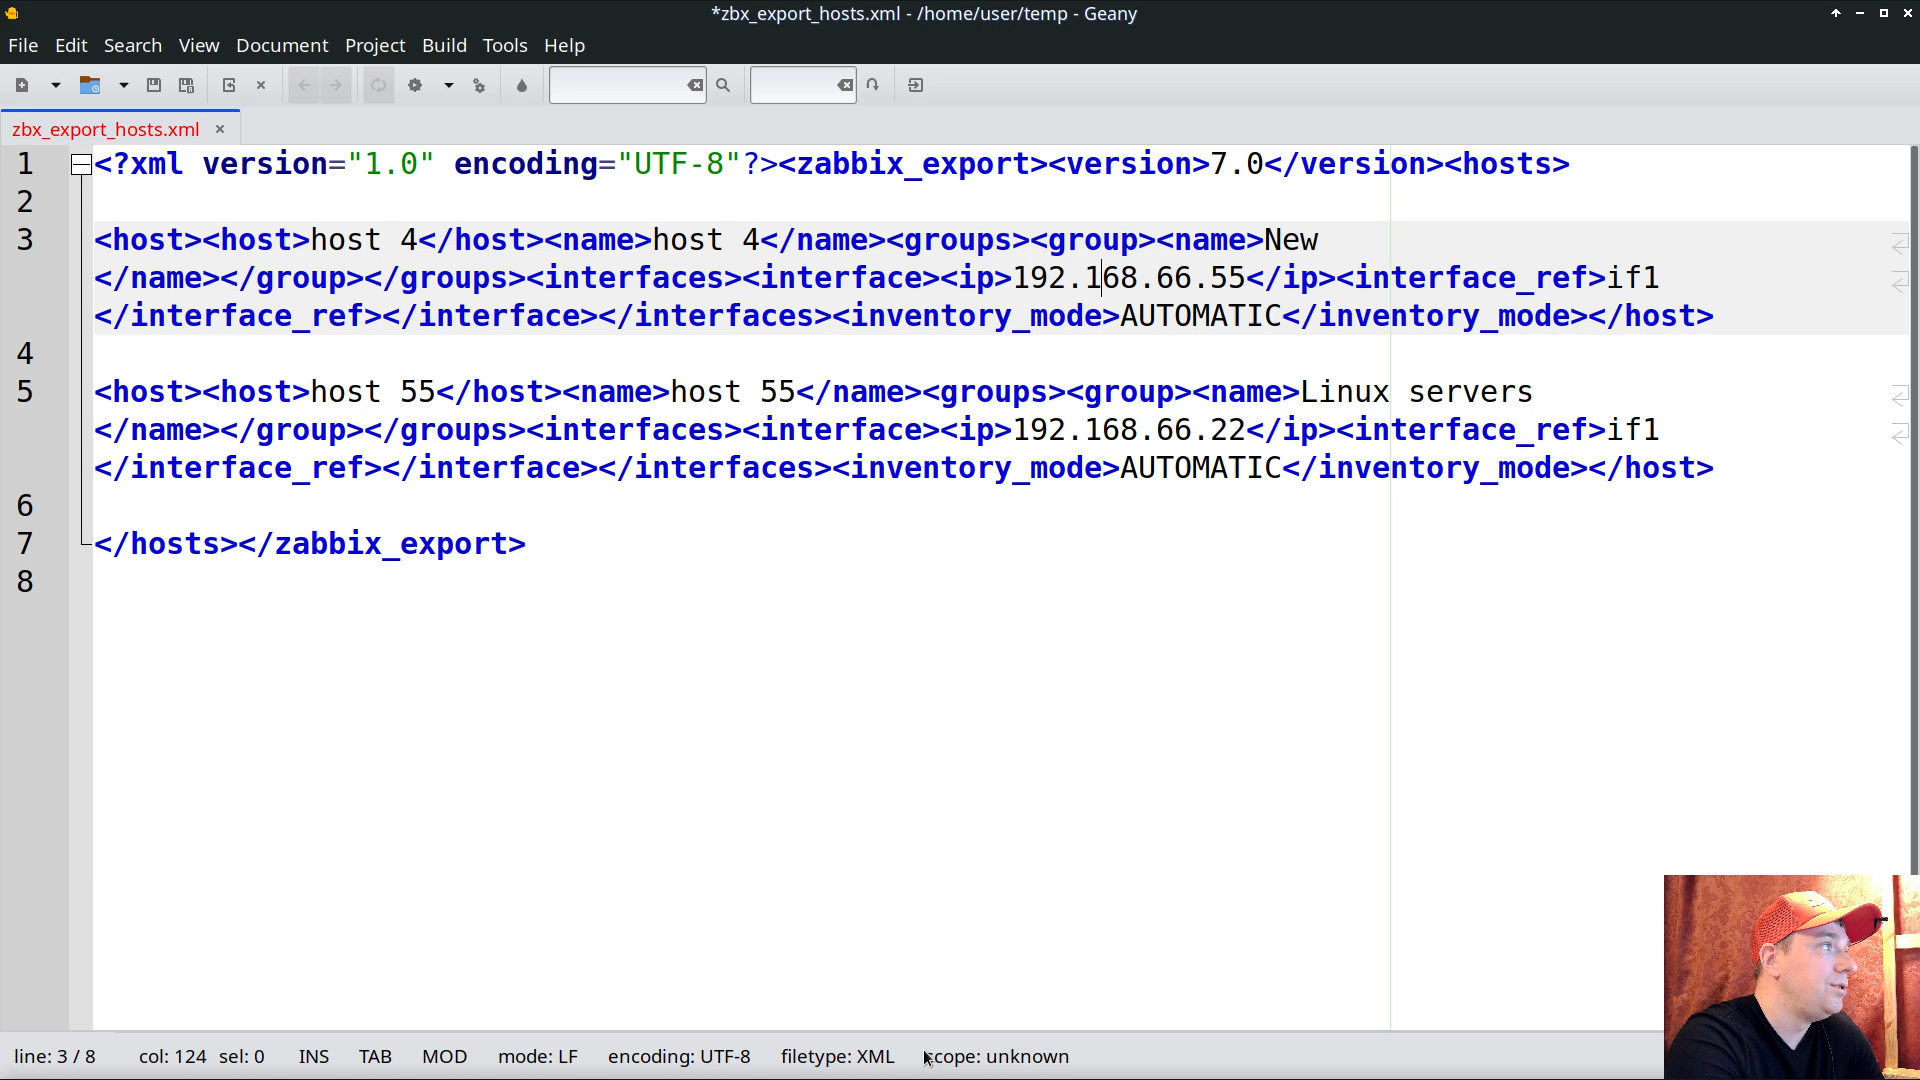 *zbx_export_hosts.xml - /home/user/temp - Geany
File Edit Search View Document Project Build Tools Help
zbx_export_hosts.xml
1 <?xml version="1.0" encoding="UTF-8"?><zabbix_export><version>7.0</version><hosts>
2
3 <host><host>host 4</host><name>host 4</name><groups><group><name>New
</name></group></groups><interfaces><interface><ip>192.168.66.55</ip><interface_ref>if1
</interface_ref></interface></interfaces><inventory_mode>AUTOMATIC</inventory_mode></host>
4
5 <host><host>host 55</host><name>host 55</name><groups><group><name>Linux servers
</name></group></groups><interfaces><interface><ip>192.168.66.22</ip><interface_ref>if1
</interface_ref></interface></interfaces><inventory_mode>AUTOMATIC</inventory_mode></host>
6
7 </hosts></zabbix_export>
8
line: 3 / 8 col: 124 sel: 0 INS TAB MOD mode: LF encoding: UTF-8 filetype: XML scope: unknown